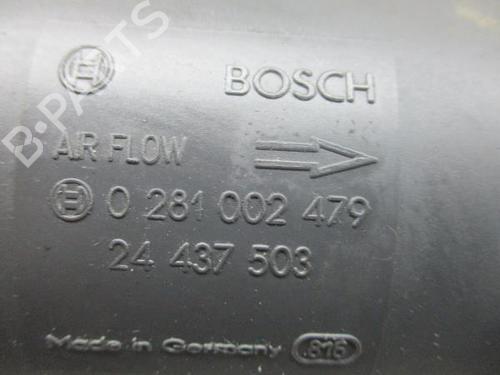 BOSCH
AIR FLOW
0 281 002 479
24 437 503
Made in Germany 816
B-PARTS